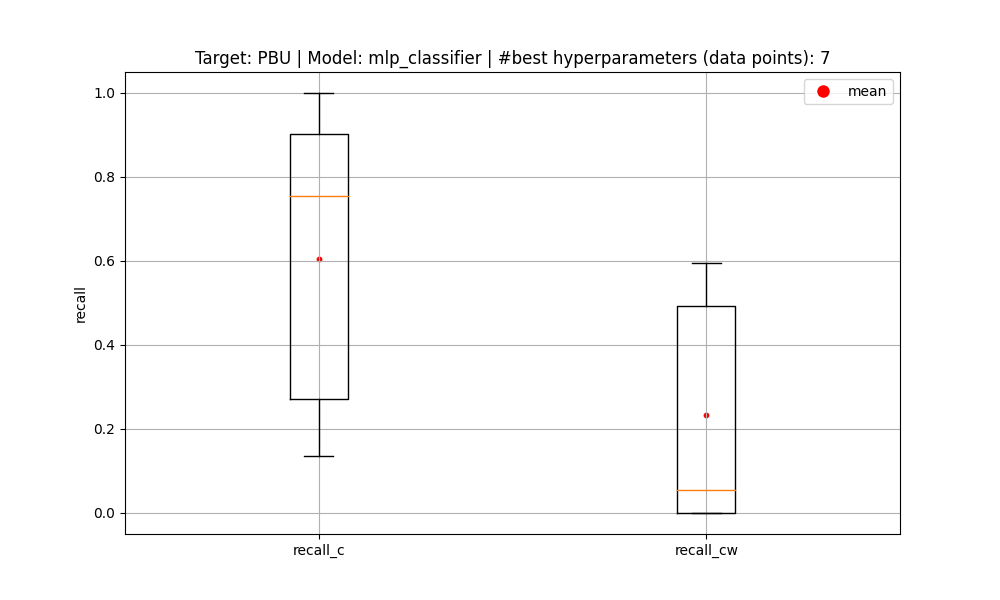 Target: PBU | Model: mlp_classifier | #best hyperparameters (data points): 7
mean
1.0
0.8
0.6
0.4
0.2
0.0
recall
recall_c
recall_cw